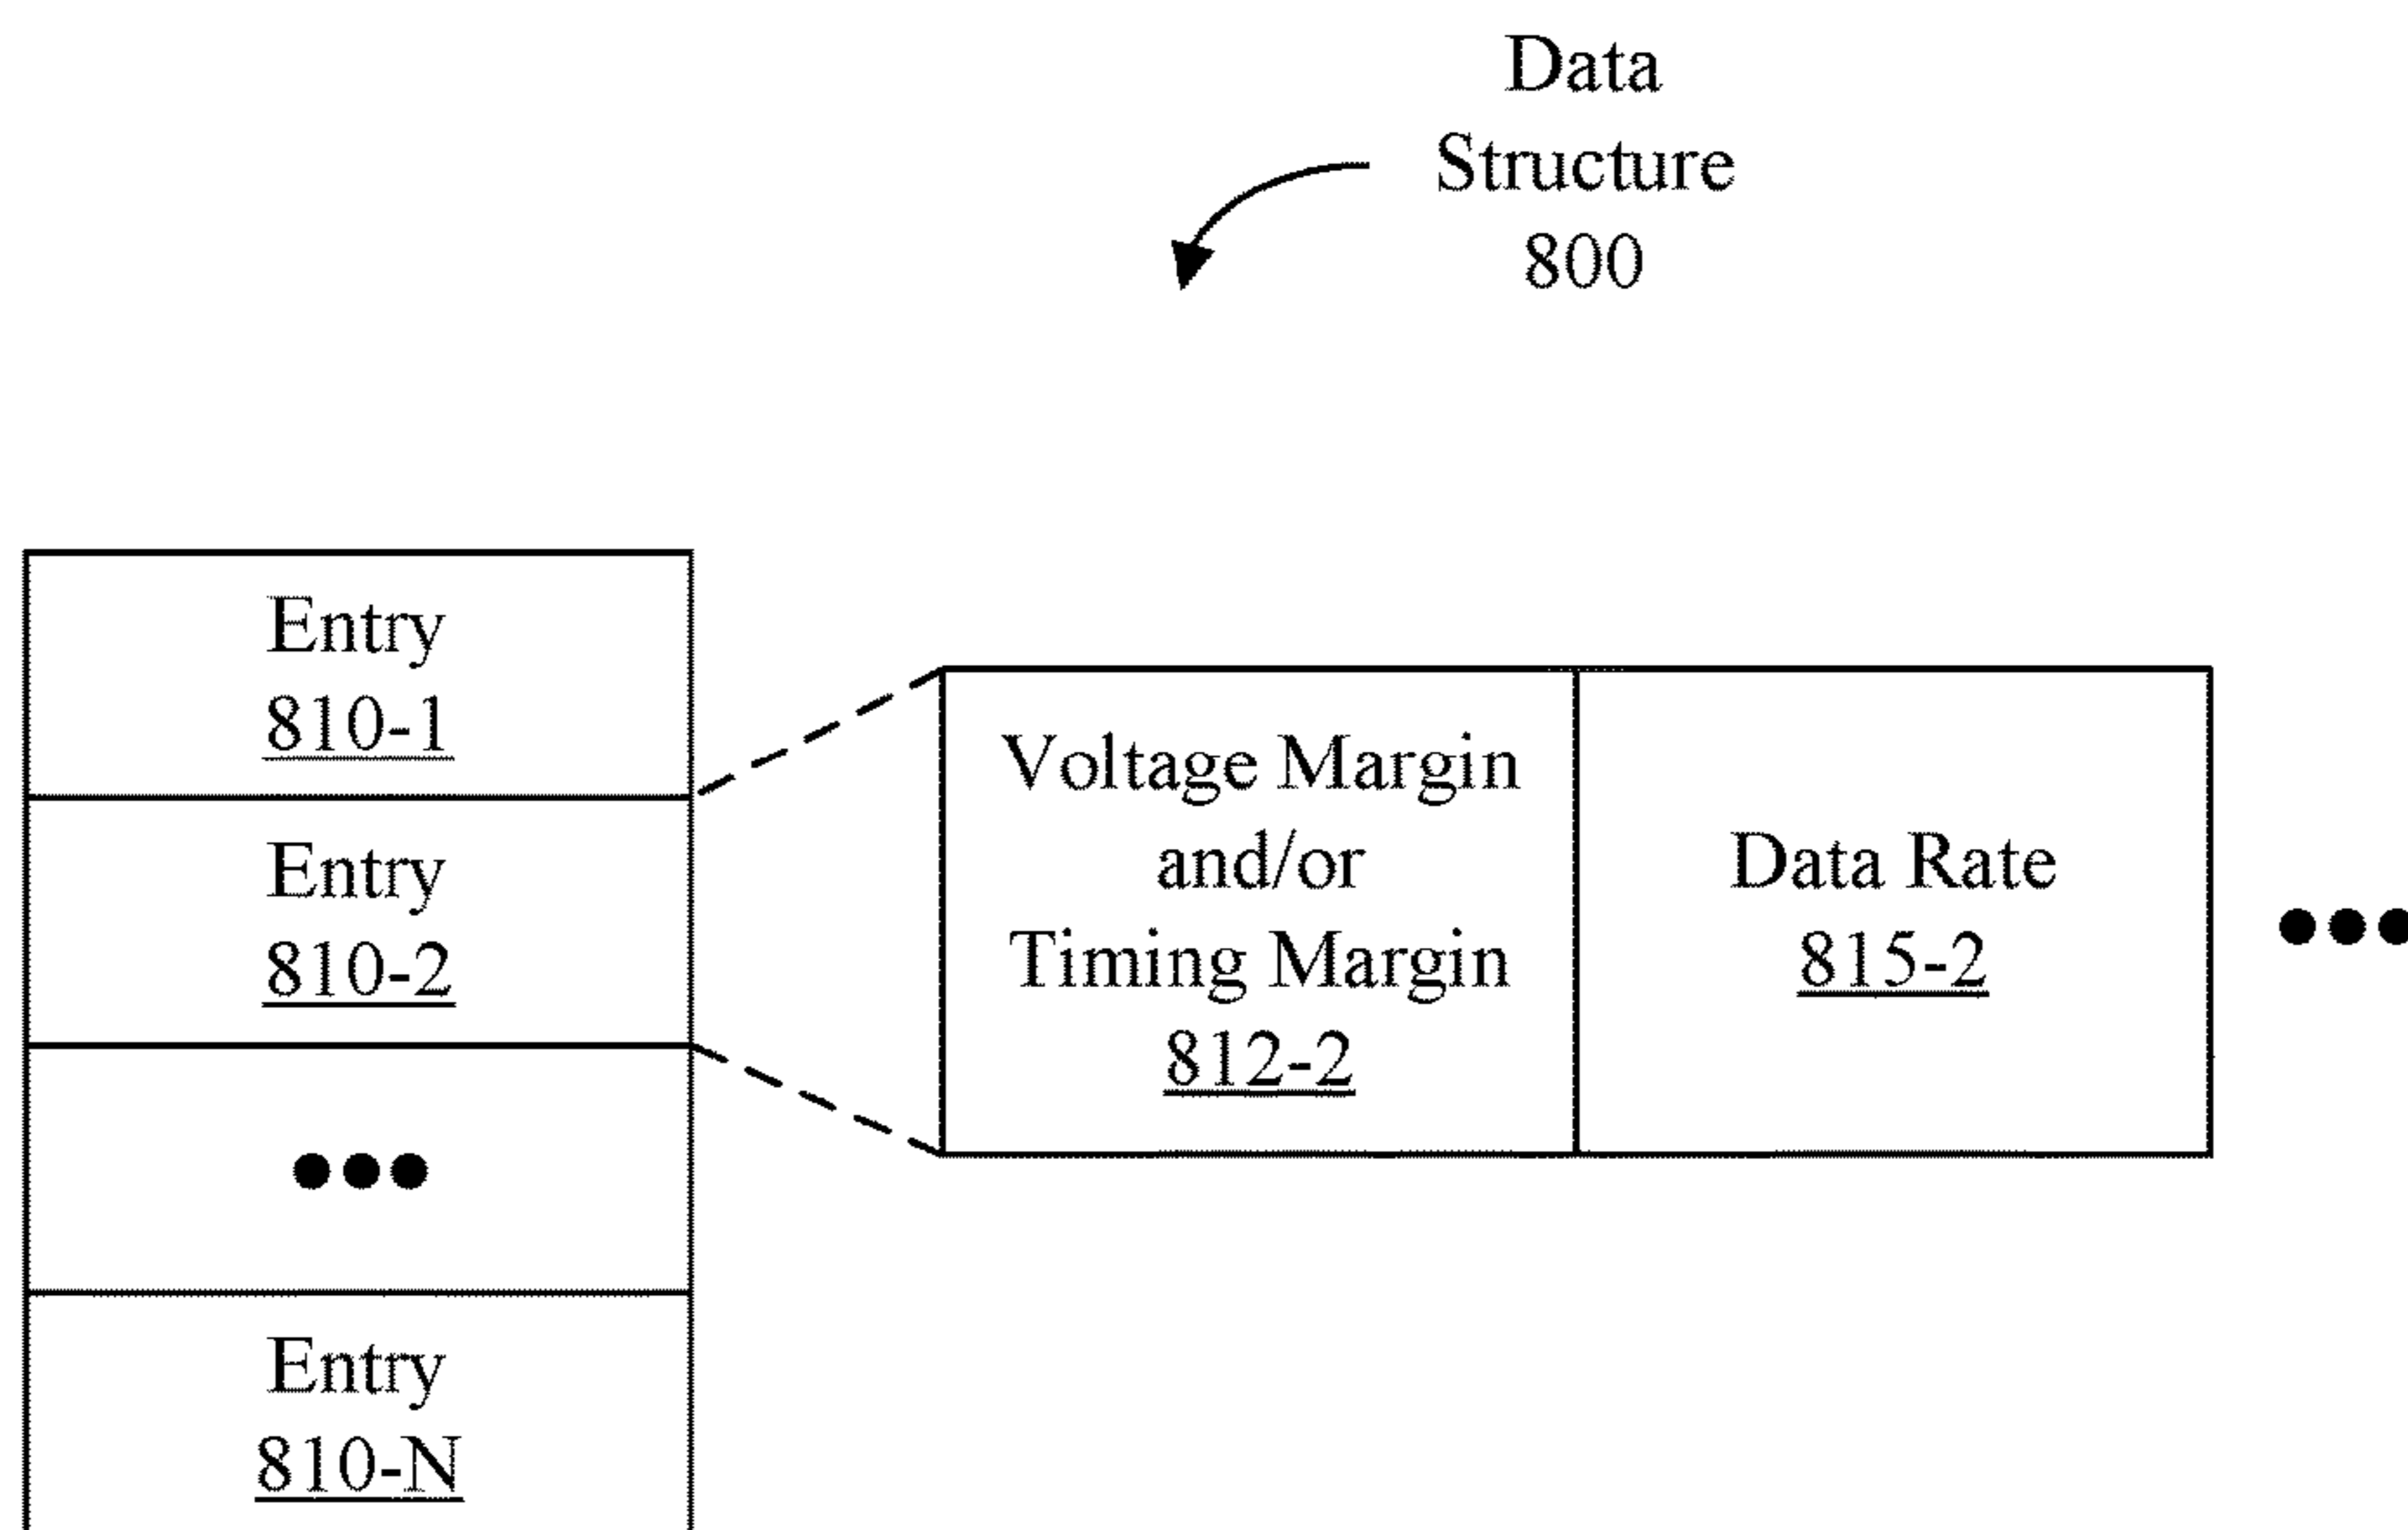 Data
Structure
800
Entry
810-1
Entry
810-2
•••
Entry
810-N
Voltage Margin
and/or
Timing Margin
812-2
Data Rate
815-2
•••